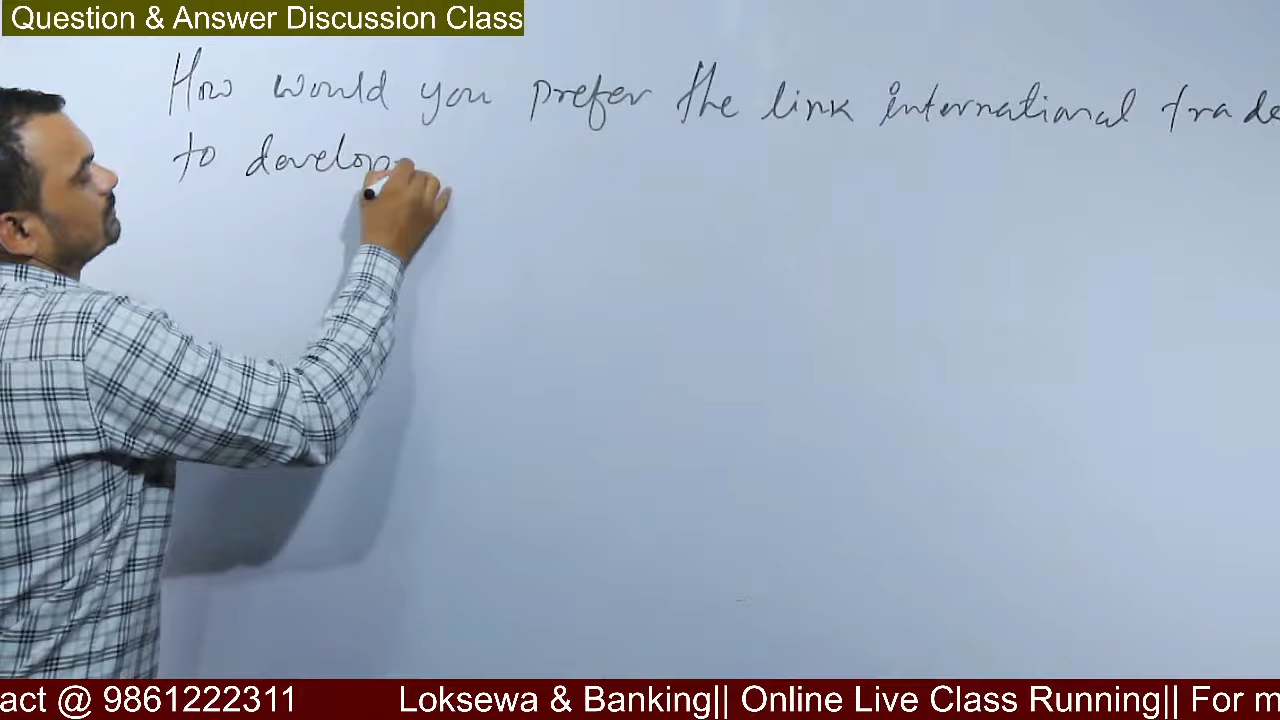 Question & Answer Discussion Class
How would you prefer the link international trade
to develop
act @ 9861222311 Loksewa & Banking|| Online Live Class Running|| For m